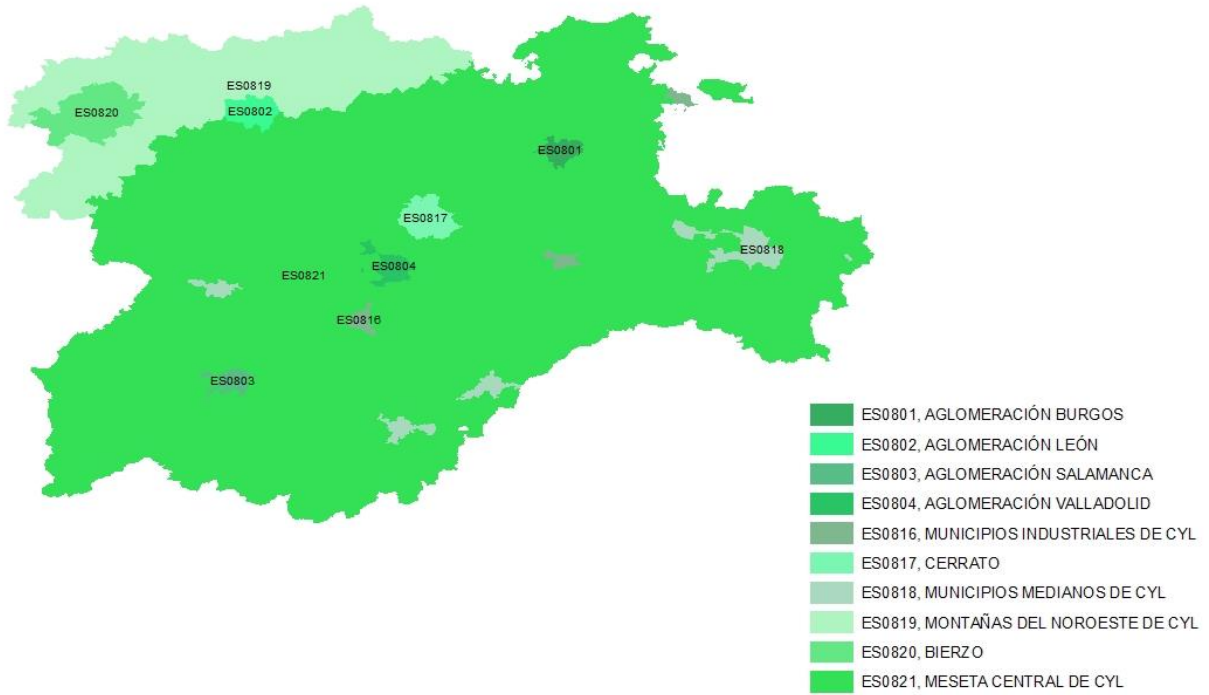 ES0819
ES0820
ES0802
ES0801
ES0817
ES0818
ES0804
ES0821
ES0816
ES0803
ES0801, AGLOMERACIÓN BURGOS
ES0802, AGLOMERACIÓN LEÓN
ES0803, AGLOMERACIÓN SALAMANCA
ES0804, AGLOMERACIÓN VALLADOLID
ES0816, MUNICIPIOS INDUSTRIALES DE CYL
ES0817, CERRATO
ES0818, MUNICIPIOS MEDIANOS DE CYL
ES0819, MONTAÑAS DEL NOROESTE DE CYL
ES0820, BIERZO
ES0821, MESETA CENTRAL DE CYL